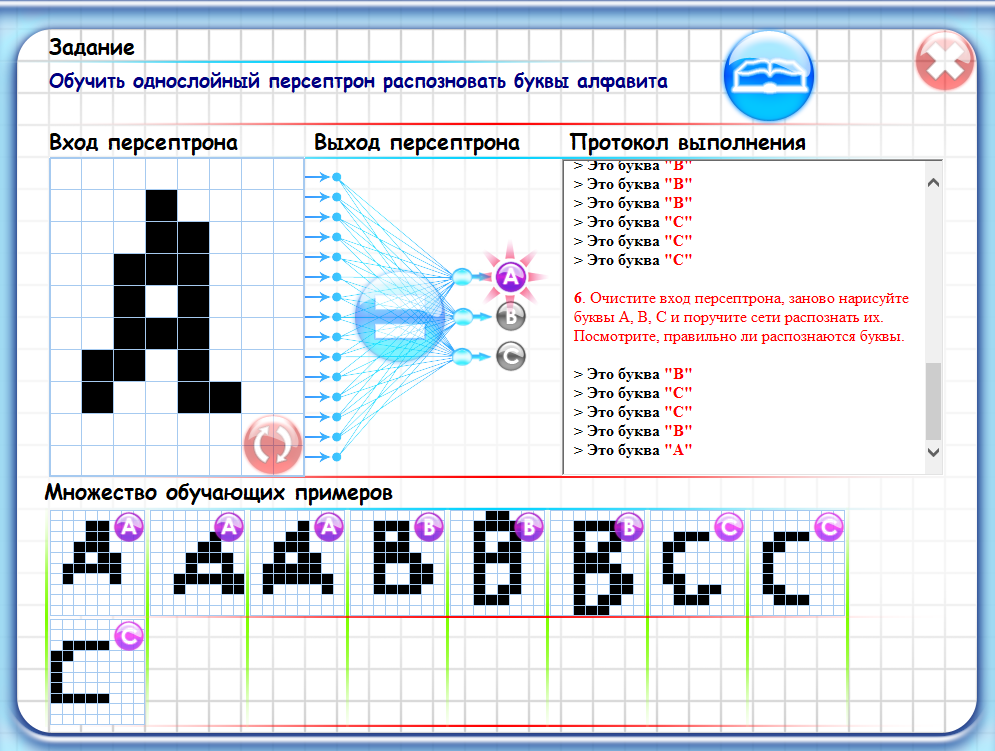 Задание
Обучить однослойный персептрон распозновать буквы алфавита
Вход персептрона
Выход персептрона
Протокол выполнения
> Это буква "B"
> Это буква "B"
> Это буква "B"
> Это буква "C"
> Это буква "C"
> Это буква "C"
6. Очистите вход персептрона, заново нарисуйте
буквы А, В, С и поручите сети распознать их.
Посмотрите, правильно ли распознаются буквы.
> Это буква "B"
> Это буква "C"
> Это буква "C"
> Это буква "B"
> Это буква "A"
A
B
C
Множество обучающих примеров
A A A B B B C C
C